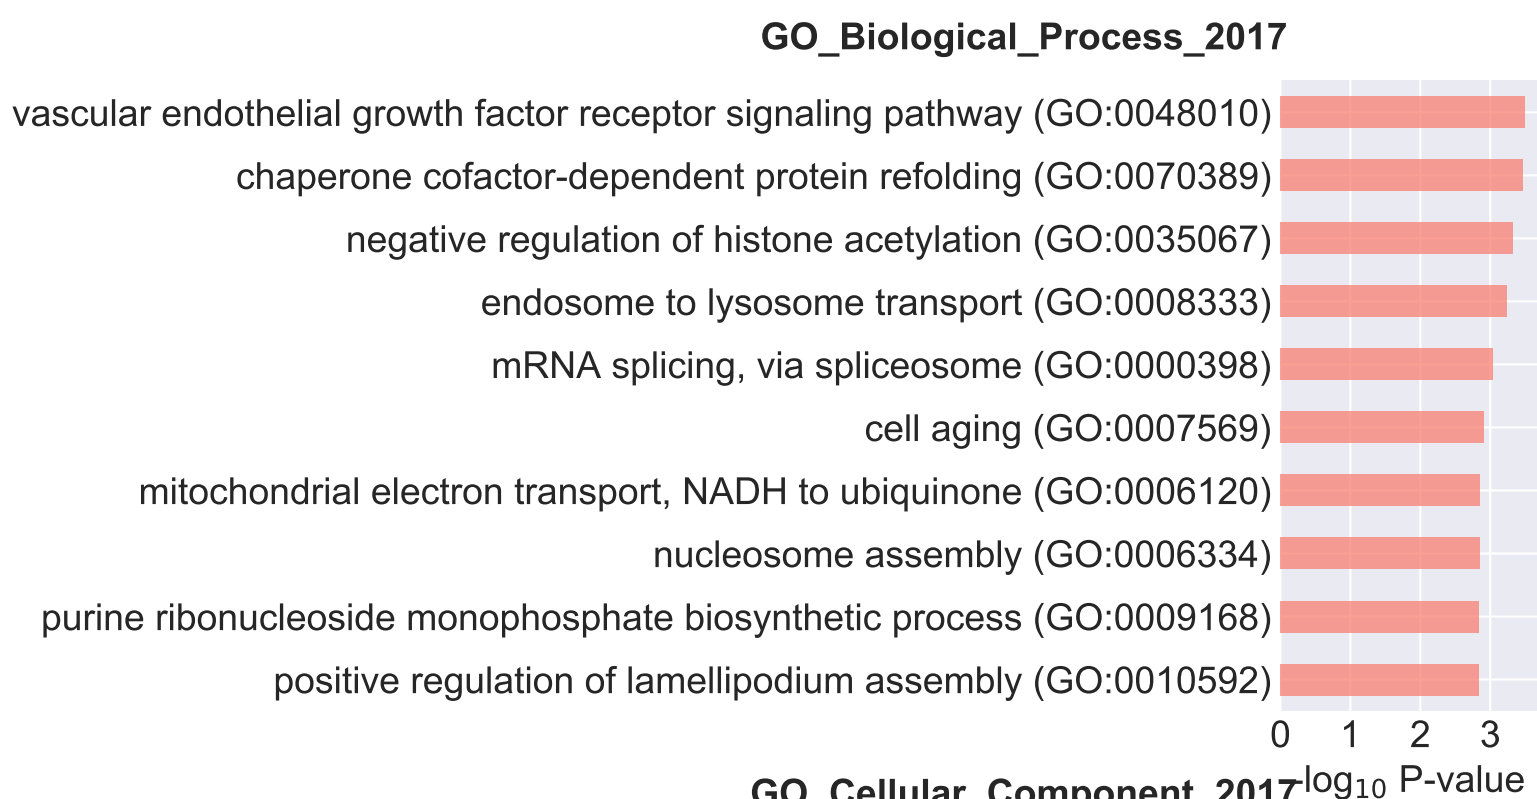 GO_Biological_Process_2017
vascular endothelial growth factor receptor signaling pathway (GO:0048010)
chaperone cofactor-dependent protein refolding (GO:0070389)
negative regulation of histone acetylation (GO:0035067)
endosome to lysosome transport (GO:0008333)
mRNA splicing, via spliceosome (GO:0000398)
cell aging (GO:0007569)
mitochondrial electron transport, NADH to ubiquinone (GO:0006120)
nucleosome assembly (GO:0006334)
purine ribonucleoside monophosphate biosynthetic process (GO:0009168)
positive regulation of lamellipodium assembly (GO:0010592)
0 1 2 3
-log₁₀ P-value
GO_Cellular_Component_2017